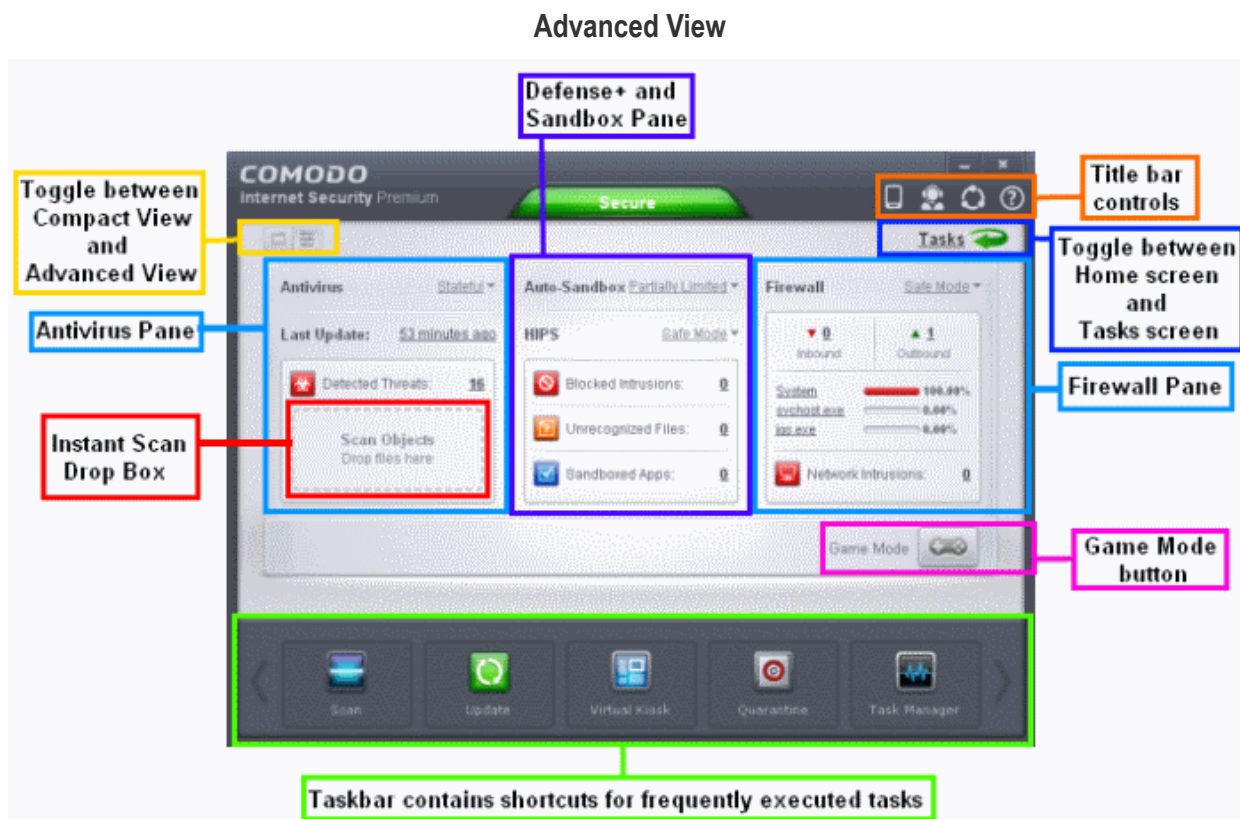 Advanced View
Defense+ and
Sandbox Pane
Toggle between
Compact View
and
Advanced View
COMODO
Internet Security Premium
Secure
Title bar
controls
Tasks
Toggle between
Home screen
and
Tasks screen
Antivirus Pane
Antivirus Stateful
Last Update: 53 minutes ago
Detected Threats: 16
Scan Objects
Drop files here
Instant Scan
Drop Box
Auto-Sandbox Partially Limited
HIPS Safe Mode
Blocked Intrusions: 0
Unrecognized Files: 0
Sandboxed Apps: 0
Firewall Safe Mode
0 1
Inbound Outbound
System 100.00%
svchost.exe 0.00%
iqs.exe 0.00%
Network Intrusions: 0
Firewall Pane
Game Mode
Game Mode
button
Scan Update Virtual Kiosk Quarantine Task Manager
Taskbar contains shortcuts for frequently executed tasks